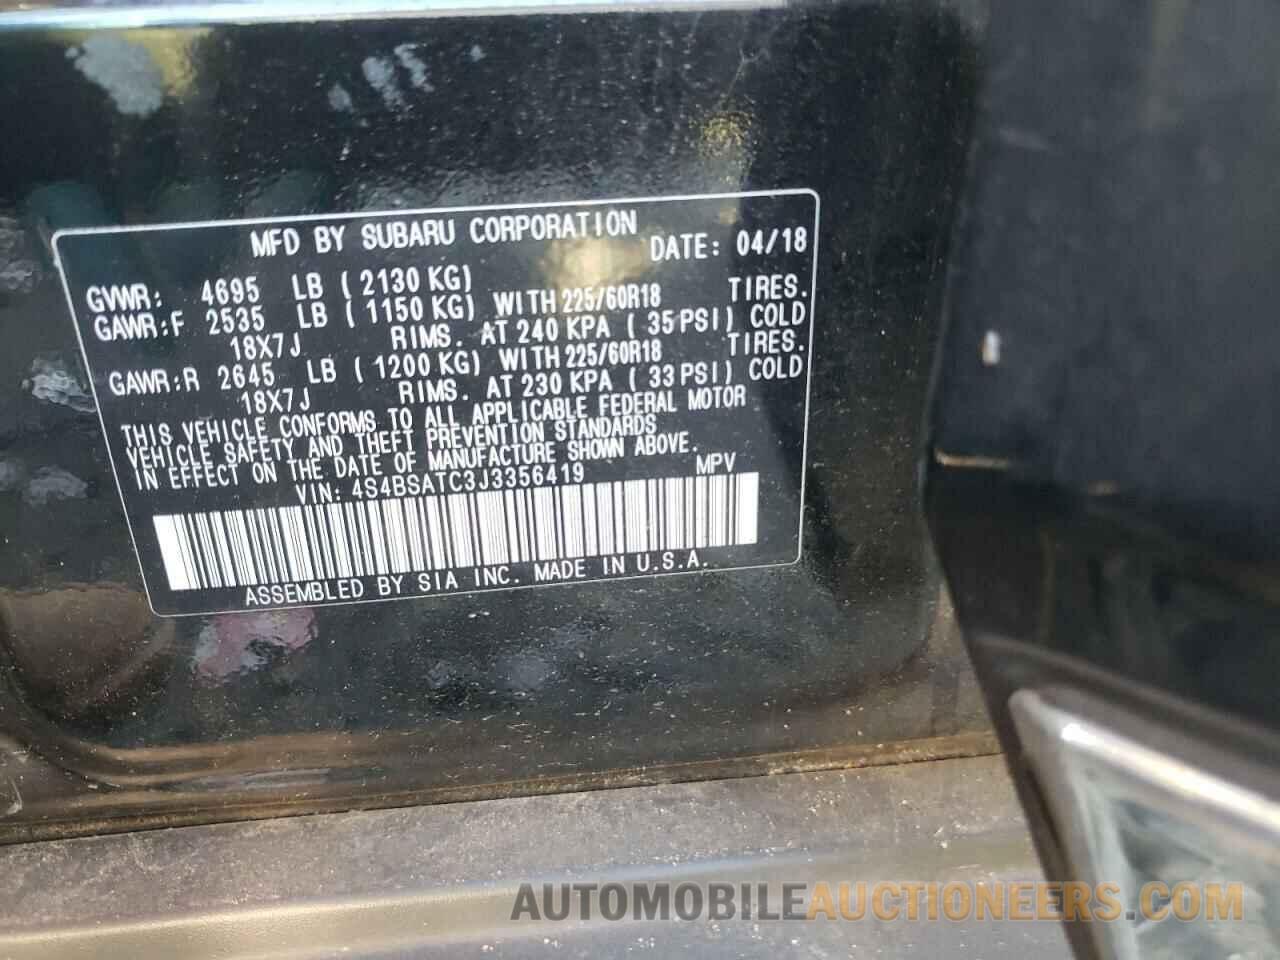 MFD BY SUBARU CORPORATION
DATE: 04/18
GVWR: 4695 LB ( 2130 KG)
GAWR:F 2535 LB ( 1150 KG) WITH 225/60R18 TIRES.
18X7J RIMS. AT 240 KPA ( 35 PSI) COLD
GAWR:R 2645 LB ( 1200 KG) WITH 225/60R18 TIRES.
18X7J RIMS. AT 230 KPA ( 33 PSI) COLD
THIS VEHICLE CONFORMS TO ALL APPLICABLE FEDERAL MOTOR
VEHICLE SAFETY AND THEFT PREVENTION STANDARDS
IN EFFECT ON THE DATE OF MANUFACTURE SHOWN ABOVE.
VIN: 4S4BSATC3J3356419 MPV
ASSEMBLED BY SIA INC. MADE IN U.S.A.
AUTOMOBILEAUCTIONEERS.COM